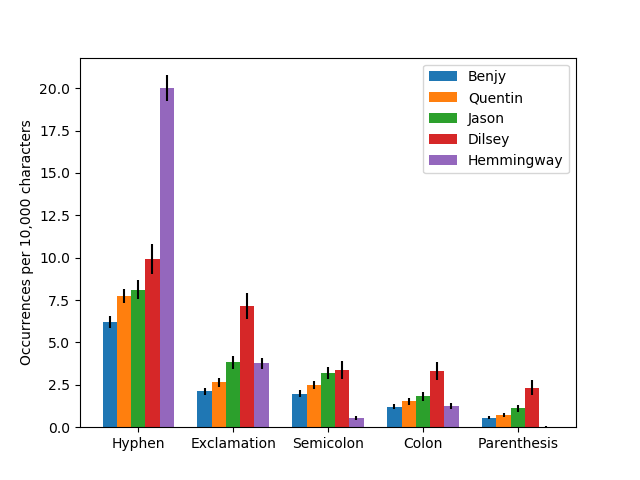 Benjy
Quentin
Jason
Dilsey
Hemmingway
Occurrences per 10,000 characters
20.0
17.5
15.0
12.5
10.0
7.5
5.0
2.5
0.0
Hyphen Exclamation Semicolon Colon Parenthesis